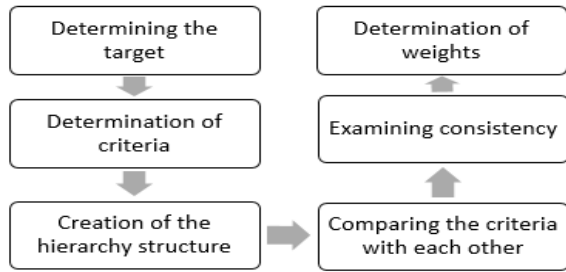 Determining the
target
Determination of
criteria
Creation of the
hierarchy structure
Comparing the criteria
with each other
Examining consistency
Determination of
weights